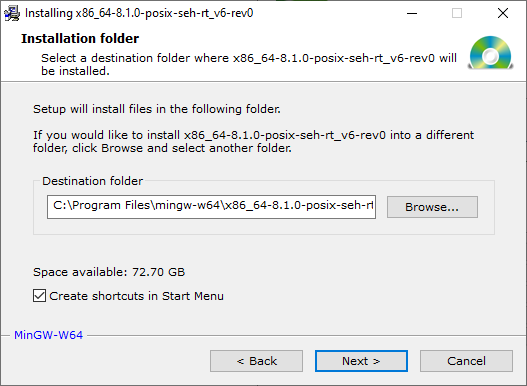 Installing x86_64-8.1.0-posix-seh-rt_v6-rev0
Installation folder
Select a destination folder where x86_64-8.1.0-posix-seh-rt_v6-rev0 will
be installed.
Setup will install files in the following folder.
If you would like to install x86_64-8.1.0-posix-seh-rt_v6-rev0 into a different
folder, click Browse and select another folder.
Destination folder
C:\Program Files\mingw-w64\x86_64-8.1.0-posix-seh-rt
Browse...
Space available: 72.70 GB
Create shortcuts in Start Menu
MinGW-W64
< Back
Next >
Cancel